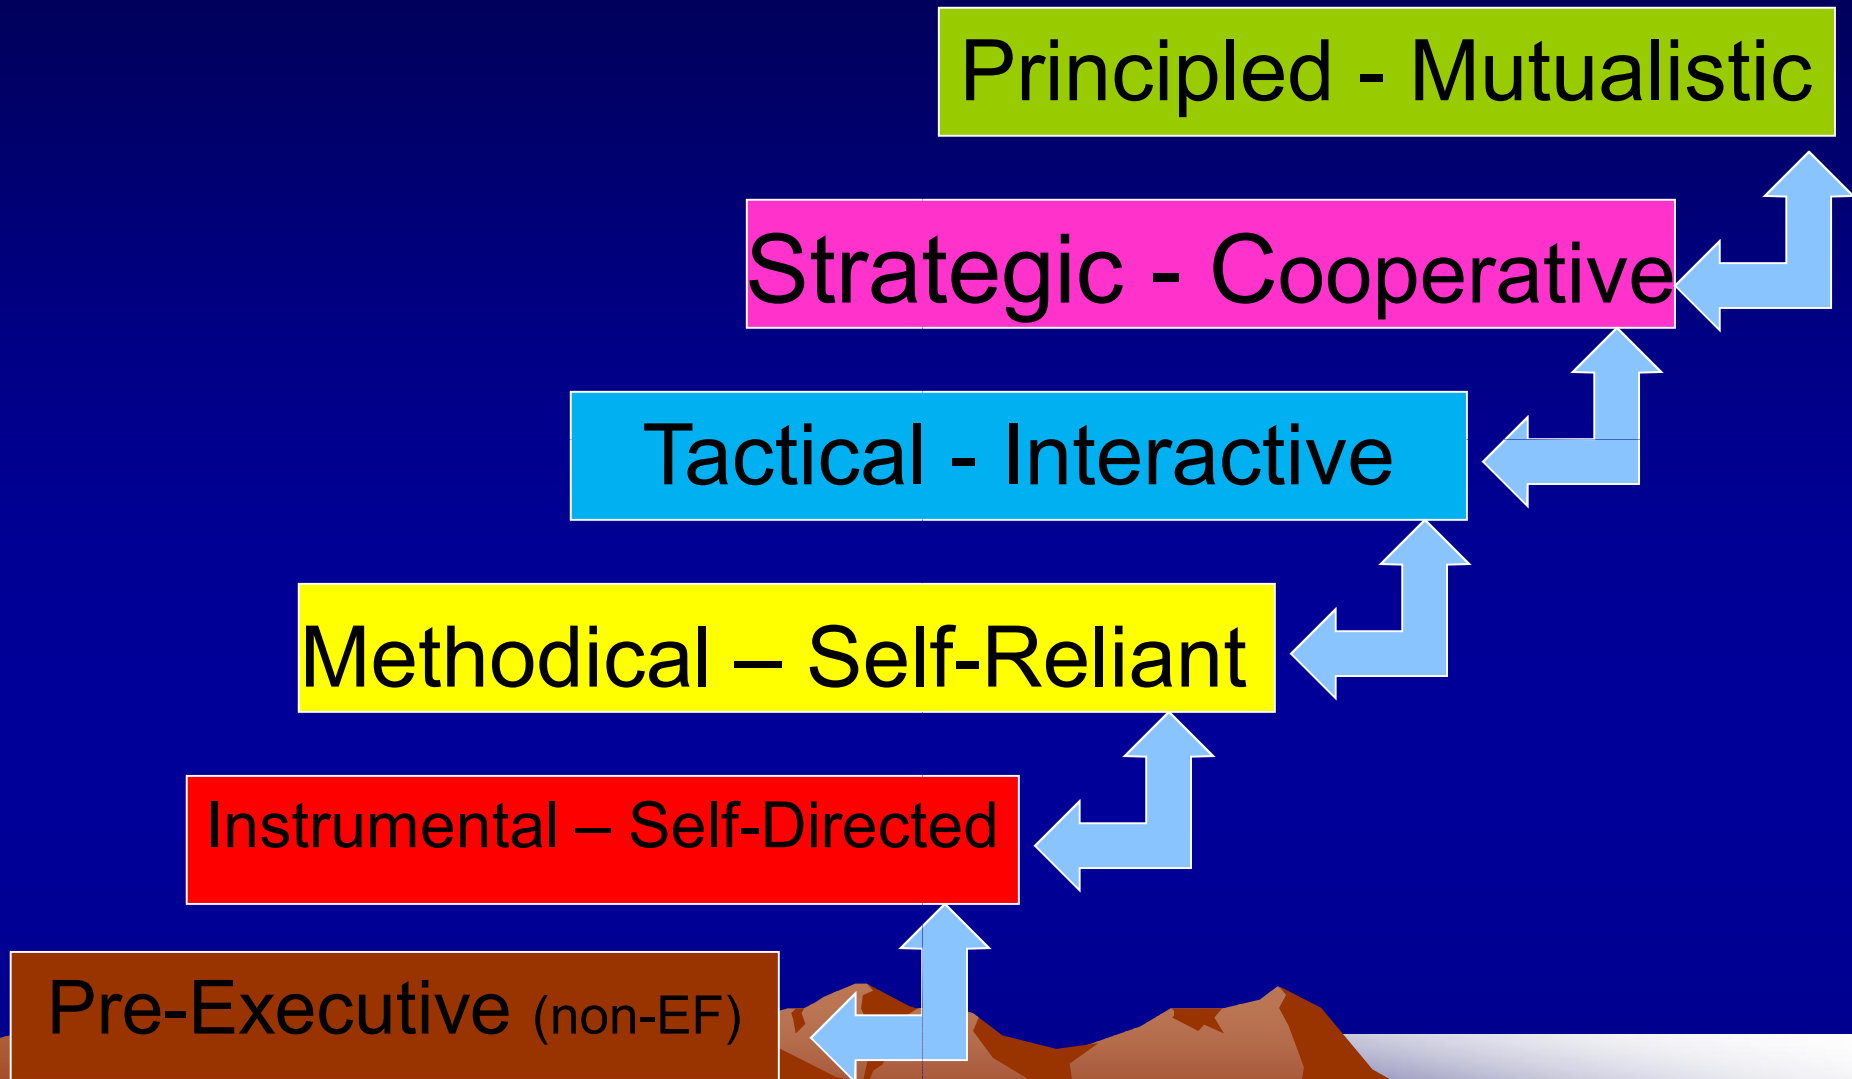 Principled - Mutualistic
Strategic - Cooperative
Tactical - Interactive
Methodical – Self-Reliant
Instrumental – Self-Directed
Pre-Executive (non-EF)